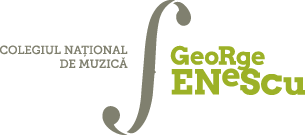 COLEGIUL NAȚIONAL
DE MUZICĂ
GeoRge
ENeScu